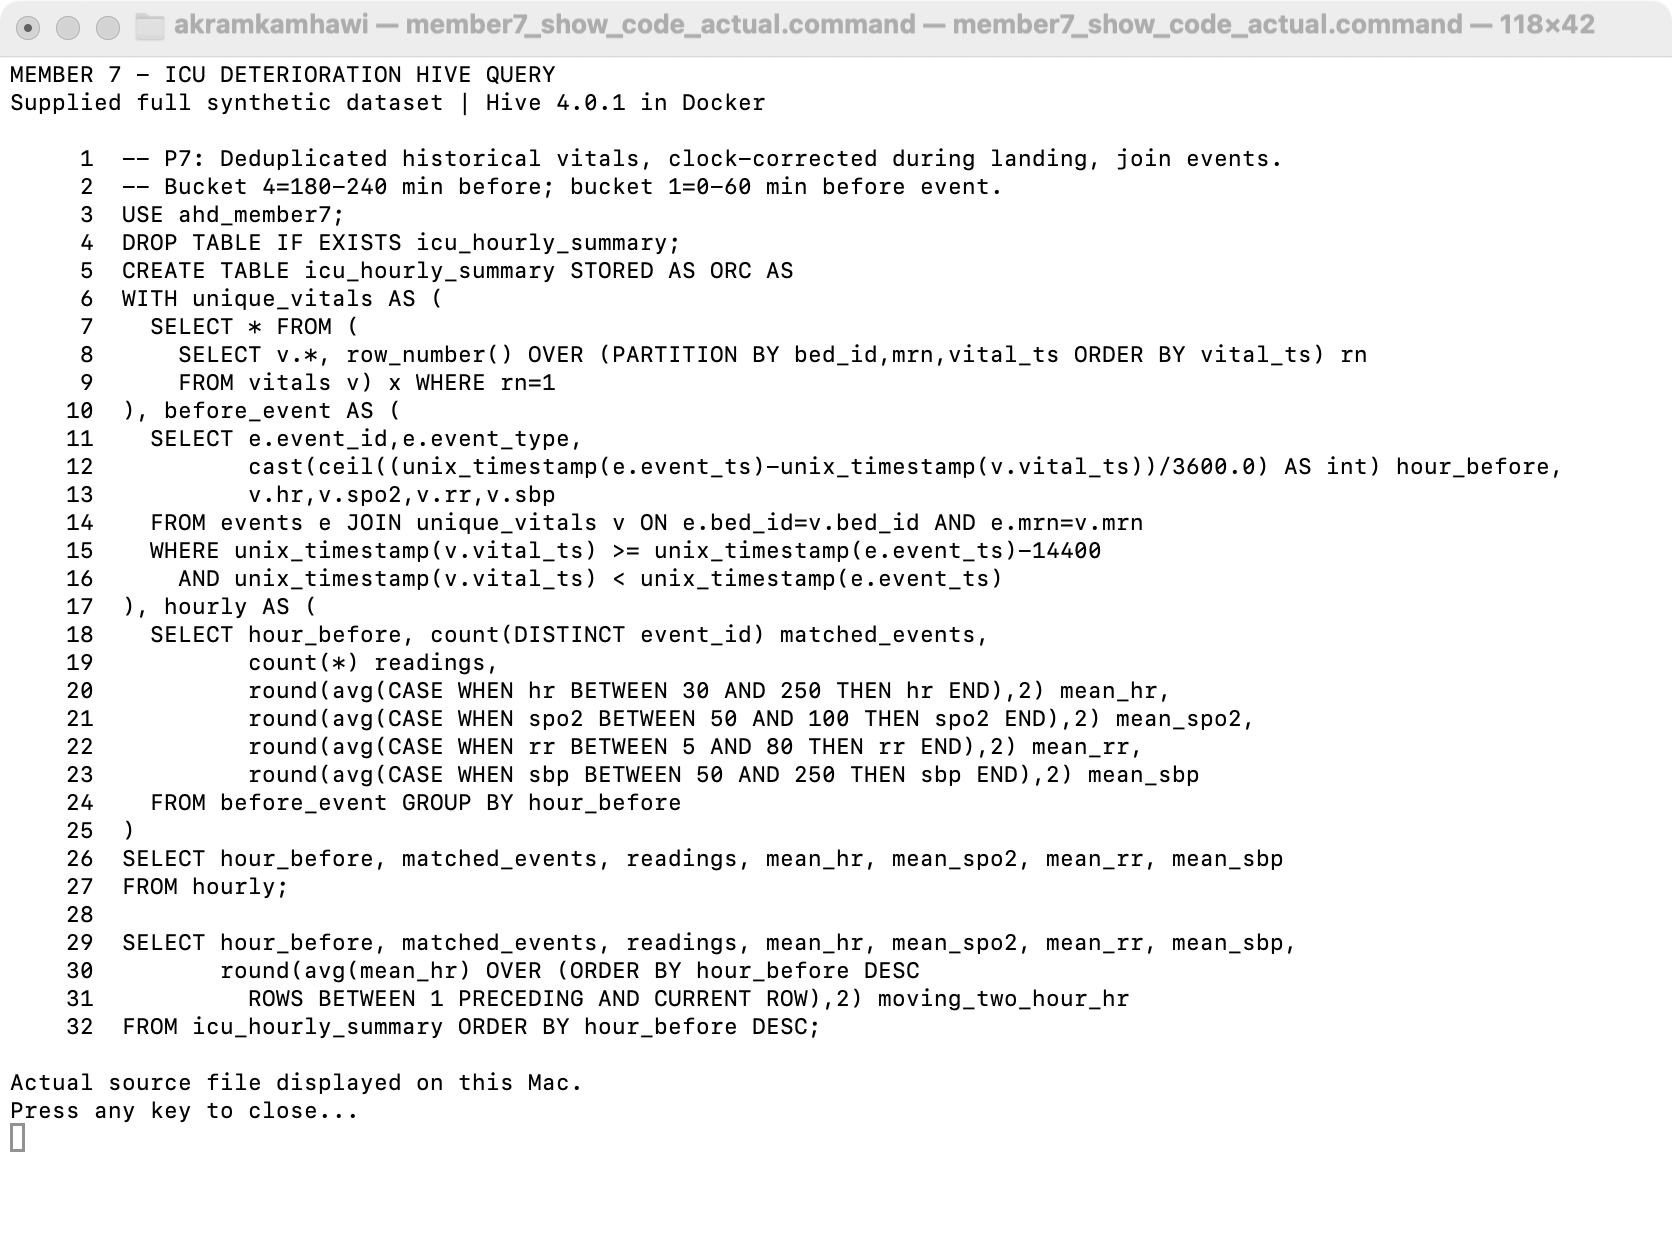 akramkamhawi — member7_show_code_actual.command — member7_show_code_actual.command — 118×42
MEMBER 7 – ICU DETERIORATION HIVE QUERY
Supplied full synthetic dataset | Hive 4.0.1 in Docker
1  -- P7: Deduplicated historical vitals, clock-corrected during landing, join events.
2  -- Bucket 4=180-240 min before; bucket 1=0-60 min before event.
3  USE ahd_member7;
4  DROP TABLE IF EXISTS icu_hourly_summary;
5  CREATE TABLE icu_hourly_summary STORED AS ORC AS
6  WITH unique_vitals AS (
7    SELECT * FROM (
8      SELECT v.*, row_number() OVER (PARTITION BY bed_id,mrn,vital_ts ORDER BY vital_ts) rn
9      FROM vitals v) x WHERE rn=1
10  ), before_event AS (
11    SELECT e.event_id,e.event_type,
12           cast(ceil((unix_timestamp(e.event_ts)-unix_timestamp(v.vital_ts))/3600.0) AS int) hour_before,
13           v.hr,v.spo2,v.rr,v.sbp
14    FROM events e JOIN unique_vitals v ON e.bed_id=v.bed_id AND e.mrn=v.mrn
15    WHERE unix_timestamp(v.vital_ts) >= unix_timestamp(e.event_ts)-14400
16      AND unix_timestamp(v.vital_ts) < unix_timestamp(e.event_ts)
17  ), hourly AS (
18    SELECT hour_before, count(DISTINCT event_id) matched_events,
19           count(*) readings,
20           round(avg(CASE WHEN hr BETWEEN 30 AND 250 THEN hr END),2) mean_hr,
21           round(avg(CASE WHEN spo2 BETWEEN 50 AND 100 THEN spo2 END),2) mean_spo2,
22           round(avg(CASE WHEN rr BETWEEN 5 AND 80 THEN rr END),2) mean_rr,
23           round(avg(CASE WHEN sbp BETWEEN 50 AND 250 THEN sbp END),2) mean_sbp
24    FROM before_event GROUP BY hour_before
25  )
26  SELECT hour_before, matched_events, readings, mean_hr, mean_spo2, mean_rr, mean_sbp
27  FROM hourly;
28
29  SELECT hour_before, matched_events, readings, mean_hr, mean_spo2, mean_rr, mean_sbp,
30         round(avg(mean_hr) OVER (ORDER BY hour_before DESC
31           ROWS BETWEEN 1 PRECEDING AND CURRENT ROW),2) moving_two_hour_hr
32  FROM icu_hourly_summary ORDER BY hour_before DESC;
Actual source file displayed on this Mac.
Press any key to close...